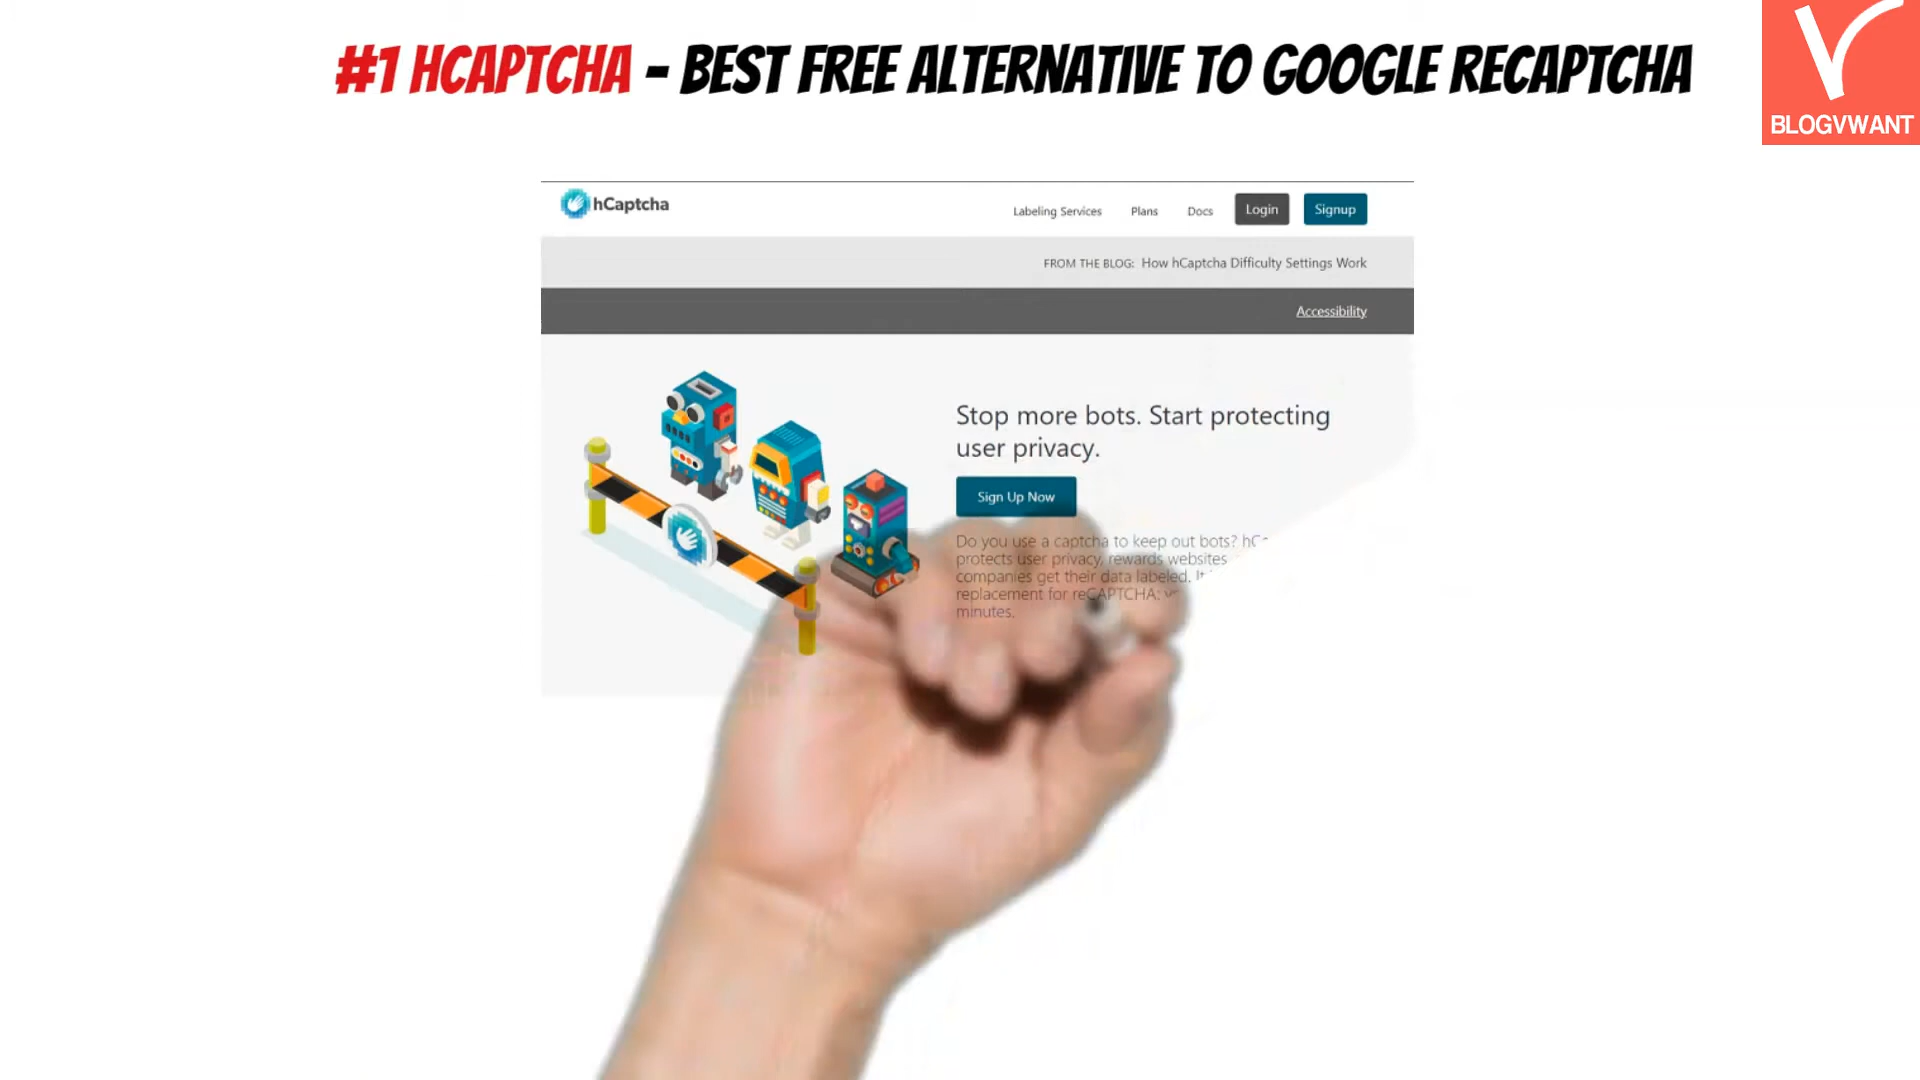 #1 HCAPTCHA - BEST FREE ALTERNATIVE TO GOOGLE RECAPTCHA
BLOGVWANT
hCaptcha
Labeling Services Plans Docs Login Signup
FROM THE BLOG: How hCaptcha Difficulty Settings Work
Accessibility
Stop more bots. Start protecting
user privacy.
Sign Up Now
Do you use a captcha to keep out bots?
protects user privacy, rewards websites
companies get their data labeled.
replacement for reCAPTCHA:
minutes.